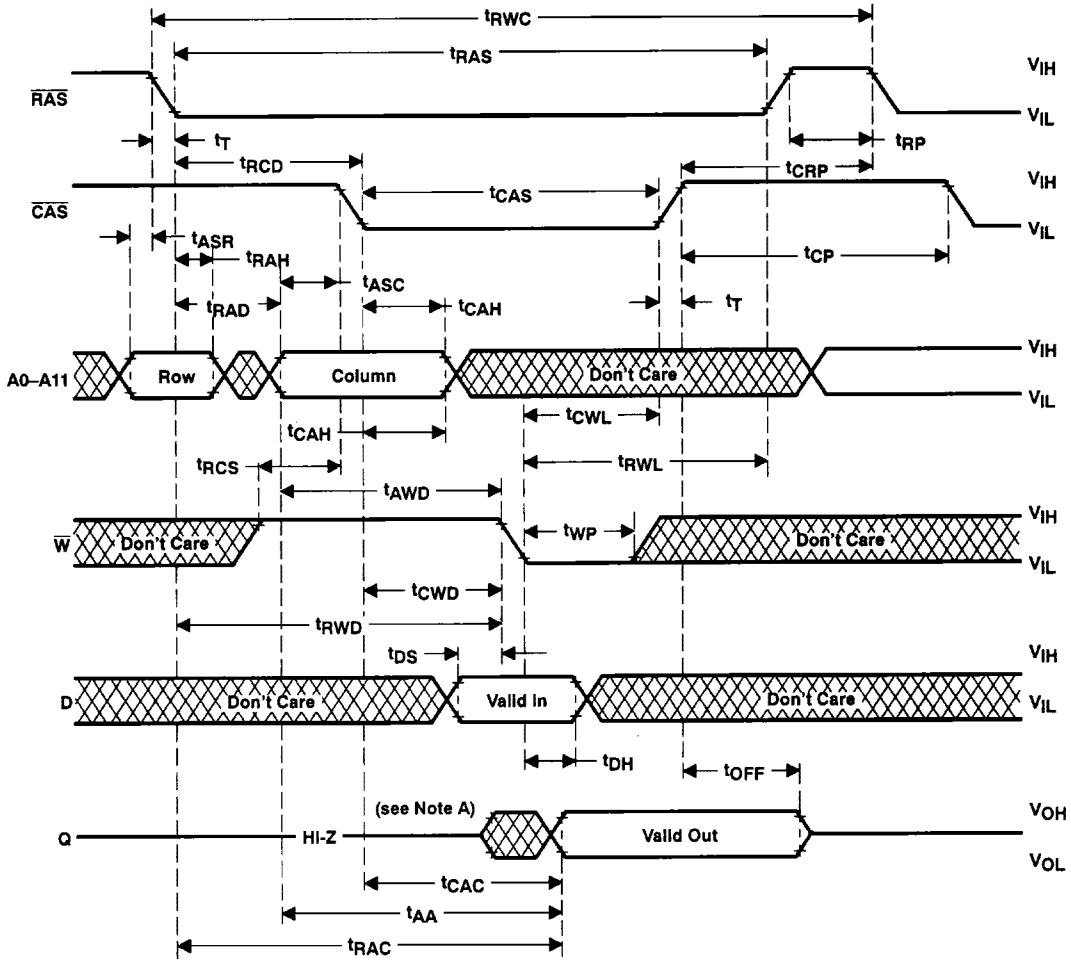 tRWC
tRAS
RAS VIH
VIL
tT tRP
tRCD tCRP
CAS tCAS VIH
VIL
tASR
tRAH tCP
tASC
tRAD tCAH tT
A0–A11 Row Column Don't Care VIH
VIL
tCAH tCWL
tRCS tRWL
tAWD
W Don't Care tWP Don't Care VIH
VIL
tCWD
tRWD
tDS VIH
D Don't Care Valid In Don't Care VIL
tDH tOFF
(see Note A) VOH
Q HI-Z Valid Out
VOL
tCAC
tAA
tRAC